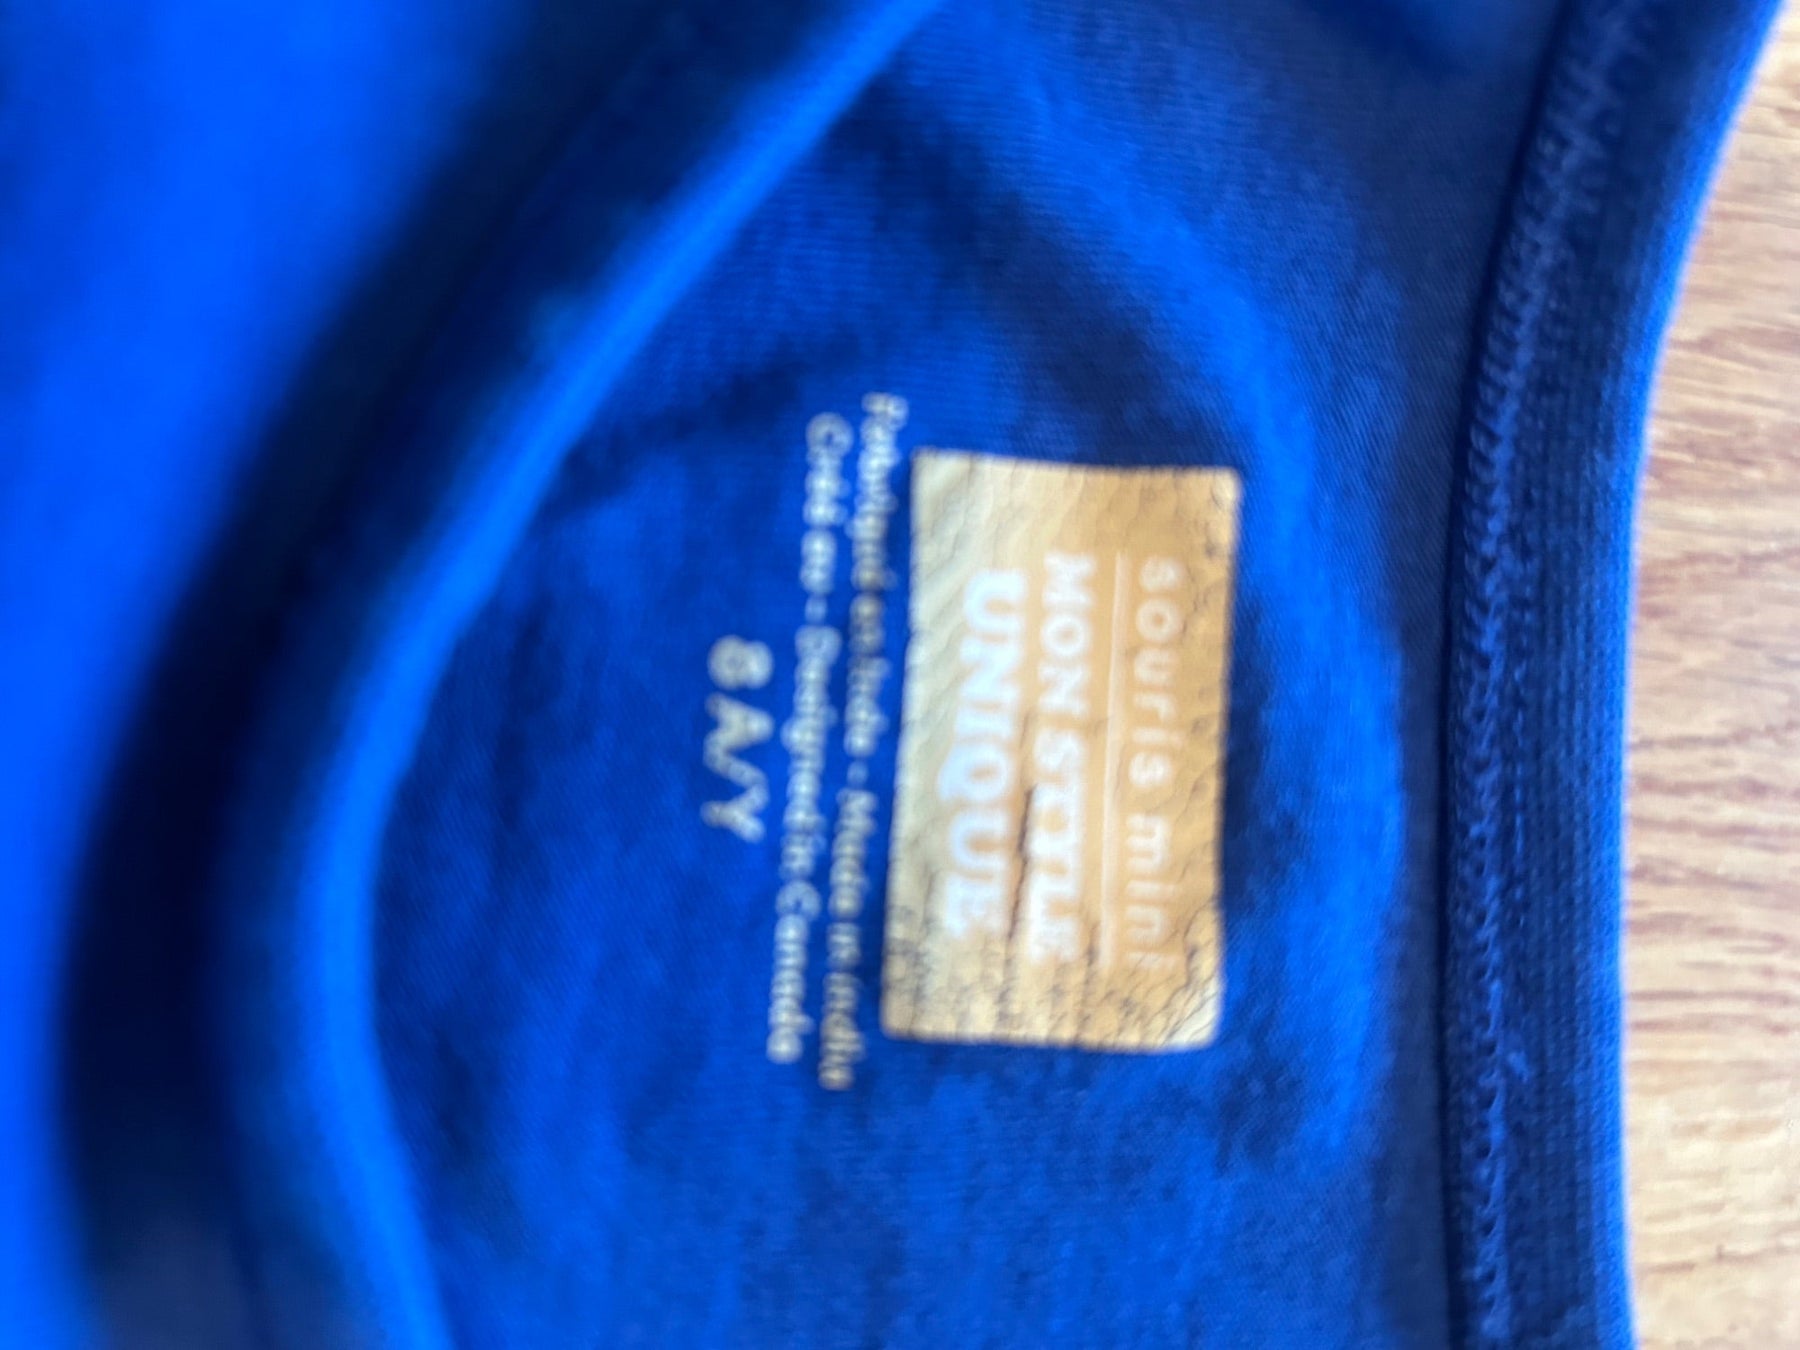 souris mini
MON STYLE
UNIQUE
Fabriqué en Inde - Made in India
Créé au - Designed in Canada
8 A/Y